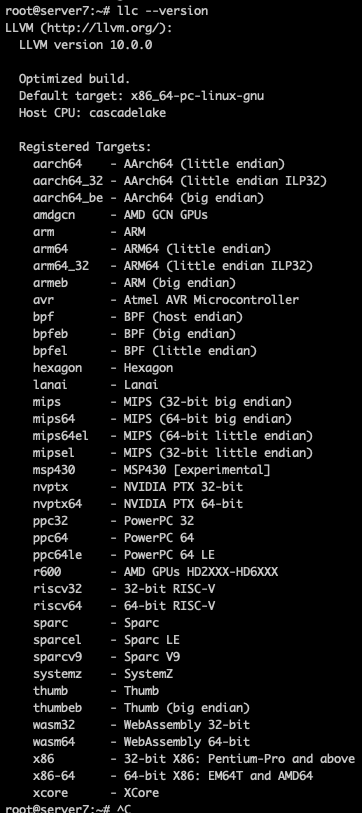 root@server7:~# llc --version
LLVM (http://llvm.org/):
  LLVM version 10.0.0

  Optimized build.
  Default target: x86_64-pc-linux-gnu
  Host CPU: cascadelake

  Registered Targets:
    aarch64    - AArch64 (little endian)
    aarch64_32 - AArch64 (little endian ILP32)
    aarch64_be - AArch64 (big endian)
    amdgcn     - AMD GCN GPUs
    arm        - ARM
    arm64      - ARM64 (little endian)
    arm64_32   - ARM64 (little endian ILP32)
    armeb      - ARM (big endian)
    avr        - Atmel AVR Microcontroller
    bpf        - BPF (host endian)
    bpfeb      - BPF (big endian)
    bpfel      - BPF (little endian)
    hexagon    - Hexagon
    lanai      - Lanai
    mips       - MIPS (32-bit big endian)
    mips64     - MIPS (64-bit big endian)
    mips64el   - MIPS (64-bit little endian)
    mipsel     - MIPS (32-bit little endian)
    msp430     - MSP430 [experimental]
    nvptx      - NVIDIA PTX 32-bit
    nvptx64    - NVIDIA PTX 64-bit
    ppc32      - PowerPC 32
    ppc64      - PowerPC 64
    ppc64le    - PowerPC 64 LE
    r600       - AMD GPUs HD2XXX-HD6XXX
    riscv32    - 32-bit RISC-V
    riscv64    - 64-bit RISC-V
    sparc      - Sparc
    sparcel    - Sparc LE
    sparcv9    - Sparc V9
    systemz    - SystemZ
    thumb      - Thumb
    thumbeb    - Thumb (big endian)
    wasm32     - WebAssembly 32-bit
    wasm64     - WebAssembly 64-bit
    x86        - 32-bit X86: Pentium-Pro and above
    x86-64     - 64-bit X86: EM64T and AMD64
    xcore      - XCore
root@server7:~# ^C